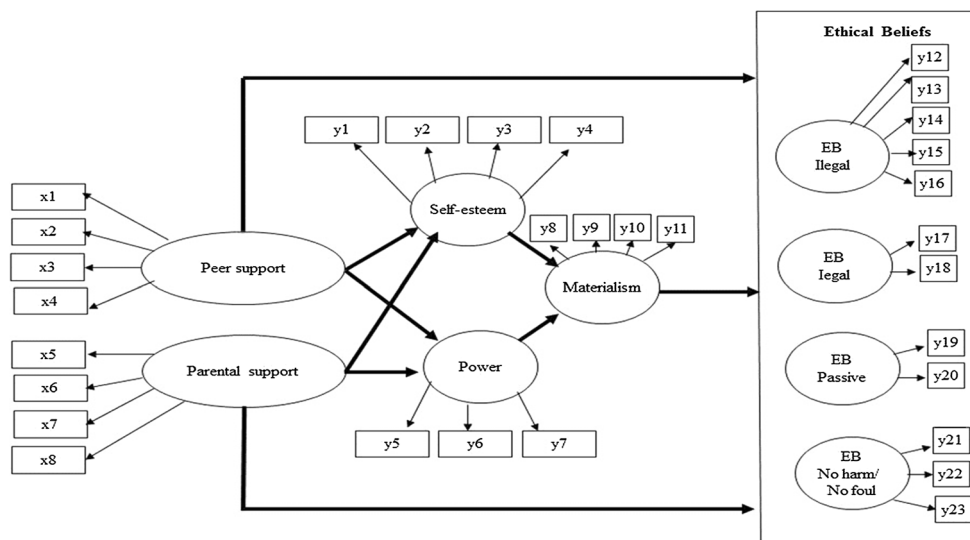 Ethical Beliefs
y12
y13
y14
y15
y16
EB
Ilegal
y17
y18
EB
Iegal
y19
y20
EB
Passive
y21
y22
y23
EB
No harm/
No foul
y1
y2
y3
y4
Self-esteem
y8
y9
y10
y11
Materialism
x1
x2
x3
x4
Peer support
x5
x6
x7
x8
Parental support
Power
y5
y6
y7